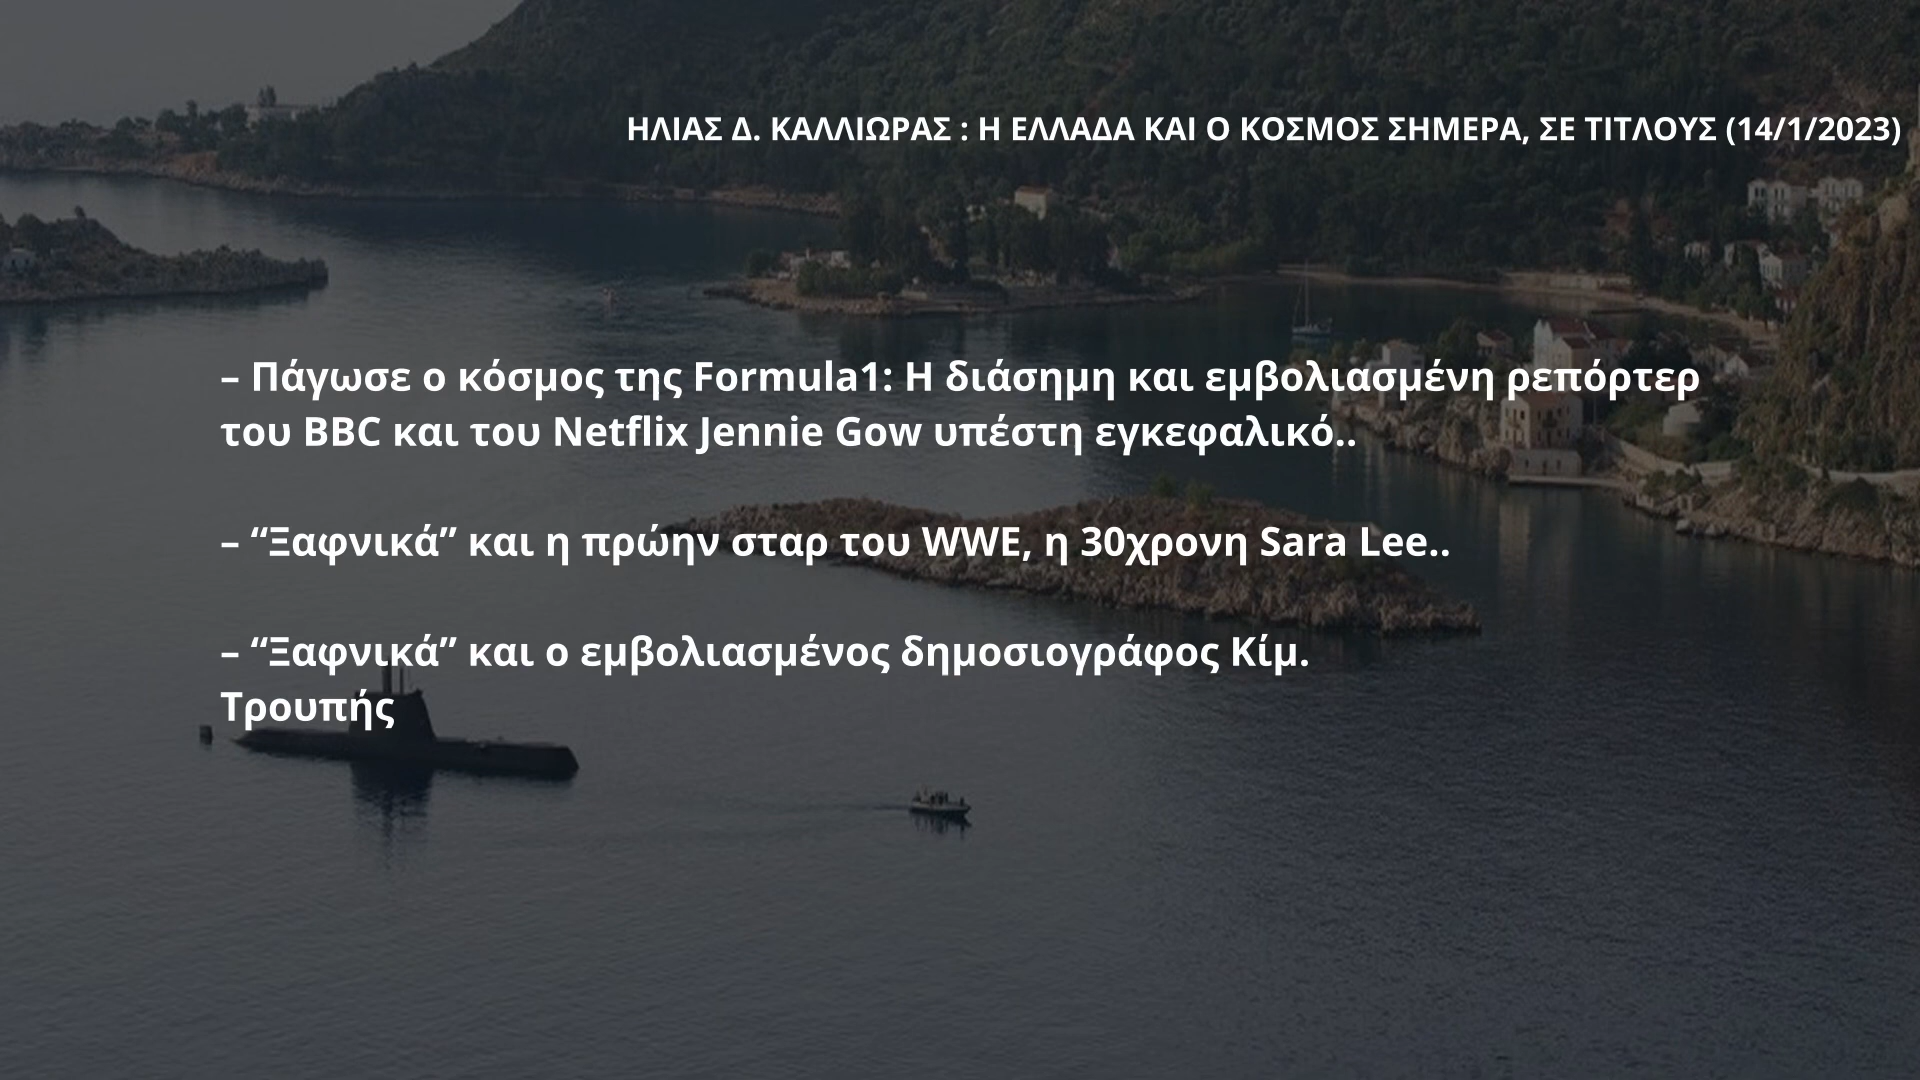 ΗΛΙΑΣ Δ. ΚΑΛΛΙΩΡΑΣ : Η ΕΛΛΑΔΑ ΚΑΙ Ο ΚΟΣΜΟΣ ΣΗΜΕΡΑ, ΣΕ ΤΙΤΛΟΥΣ (14/1/2023)
– Πάγωσε ο κόσμος της Formula1: Η διάσημη και εμβολιασμένη ρεπόρτερ
του BBC και του Netflix Jennie Gow υπέστη εγκεφαλικό..
– “Ξαφνικά” και η πρώην σταρ του WWE, η 30χρονη Sara Lee..
– “Ξαφνικά” και ο εμβολιασμένος δημοσιογράφος Κίμ.
Τρουπής